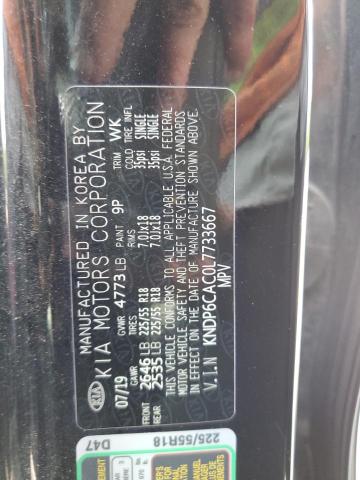 MANUFACTURED IN KOREA BY
KIA MOTORS CORPORATION
07/19 GVWR 4773 LB PAINT 9P TRIM WK
TIRES COLD TIRE INFL
FRONT 2646 LB 225/55 R18 7.0JX18 35psi SINGLE
REAR 2535 LB 225/55 R18 7.0JX18 35psi SINGLE
THIS VEHICLE CONFORMS TO ALL APPLICABLE U.S.A. FEDERAL
MOTOR VEHICLE SAFETY AND THEFT PREVENTION STANDARDS
IN EFFECT ON THE DATE OF MANUFACTURE SHOWN ABOVE.
V.I.N KNDP6CAC0L7733667
MPV
KIA
D47
225/55R18
MANUAL